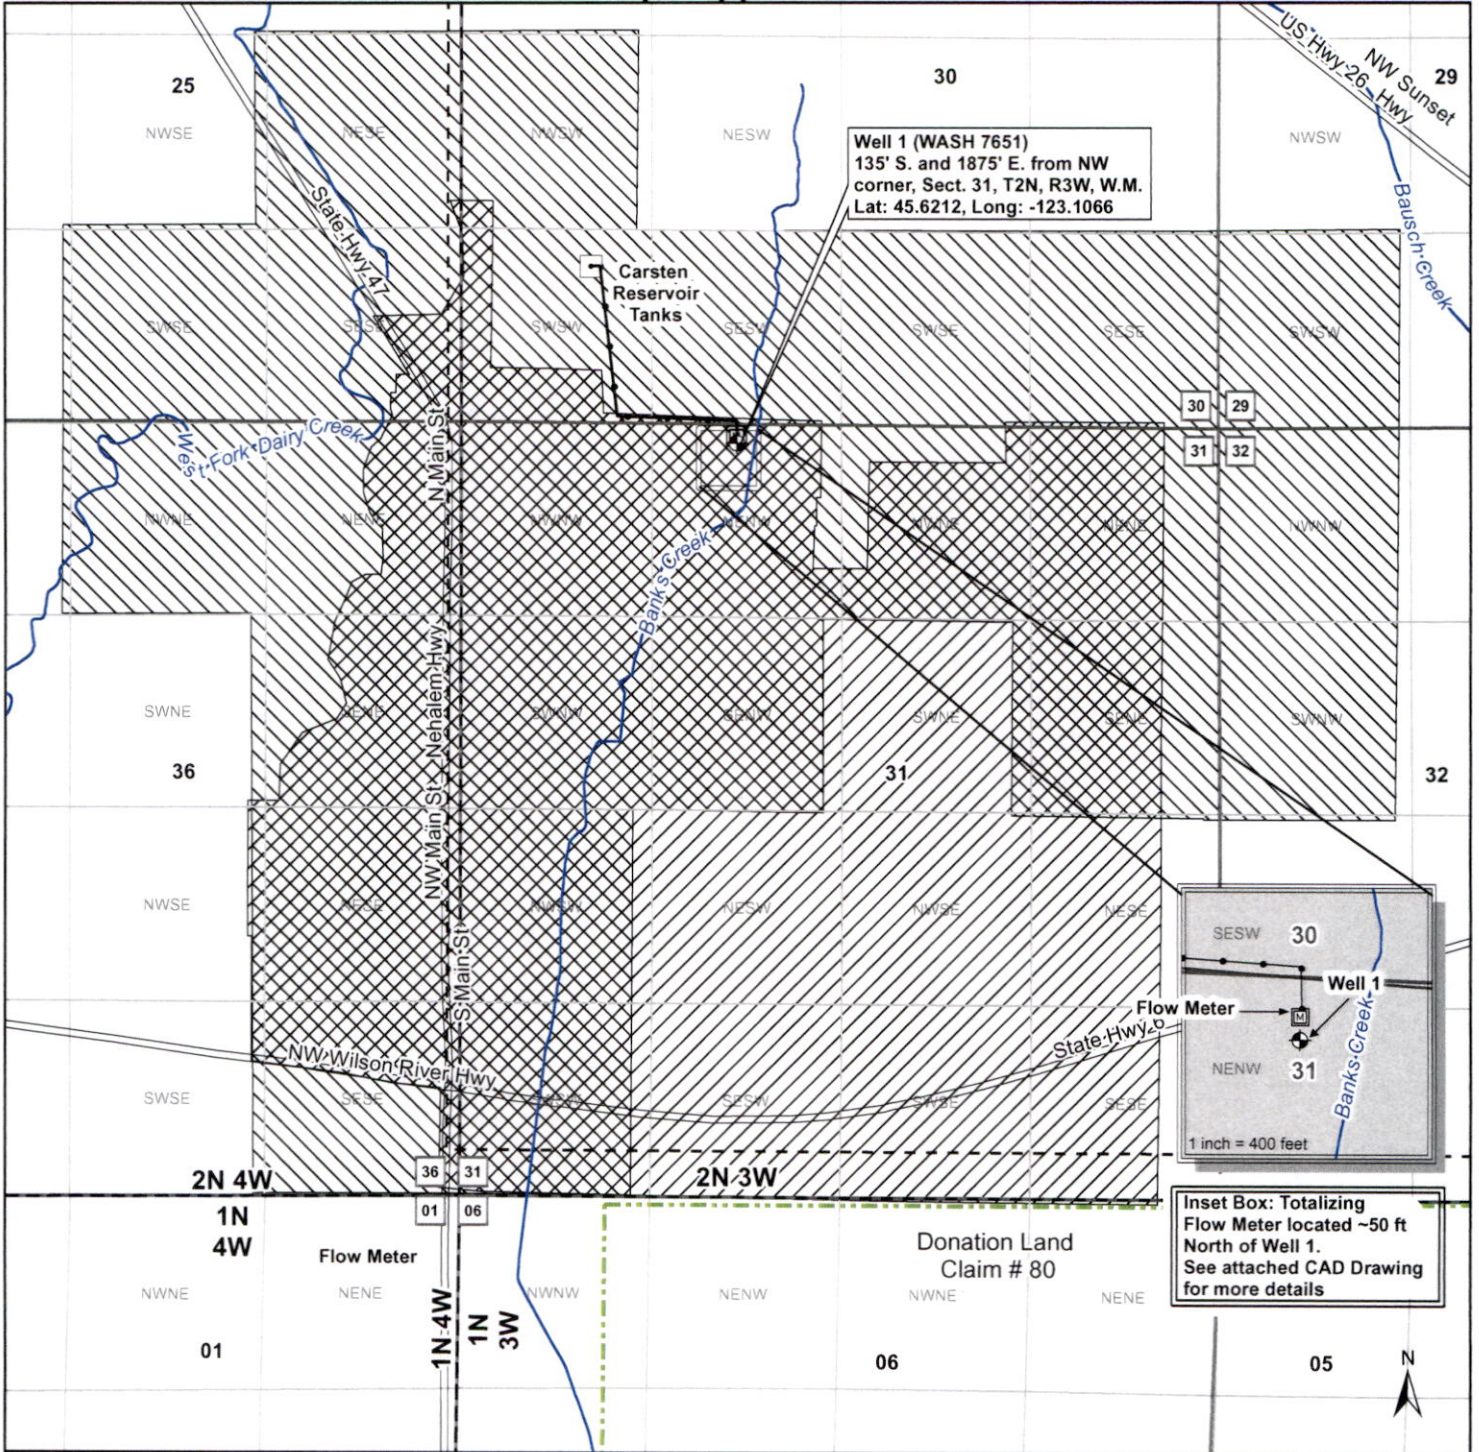 25
30
29
US Hwy 26
NW Sunset
Hwy
NWSE
NESE
NWSW
NESW
NWSW
Well 1 (WASH 7651)
135' S. and 1875' E. from NW
corner, Sect. 31, T2N, R3W, W.M.
Lat: 45.6212, Long: -123.1066
State Hwy 47
Bausch Creek
Carsten
Reservoir
Tanks
SWSE
SESE
SWSW
SESW
SWSE
SESE
SWSW
30
29
31
32
West Fork Dairy Creek
N Main St
NWNE
NENE
NWNW
NENW
NWNE
NENE
NWNW
Banks Creek
Nehalem Hwy
SWNE
SENE
SWNW
SENW
SWNE
SENE
SWNW
36
31
32
NW Main St
NWSE
NESE
NWSW
NESW
NWSE
NESE
S Main St
SESW
30
Well 1
Flow Meter
M
NENW
31
Banks Creek
1 inch = 400 feet
State Hwy 6
NW Wilson River Hwy
SWSE
SESE
SWSW
SESW
SWSE
SESE
36
31
2N 4W
2N 3W
01
06
1N
4W
Inset Box: Totalizing
Flow Meter located ~50 ft
North of Well 1.
See attached CAD Drawing
for more details
Flow Meter
Donation Land
Claim # 80
NWNE
NENE
NWNW
NENW
NWNE
NENE
1N 4W
1N
3W
01
06
05
N